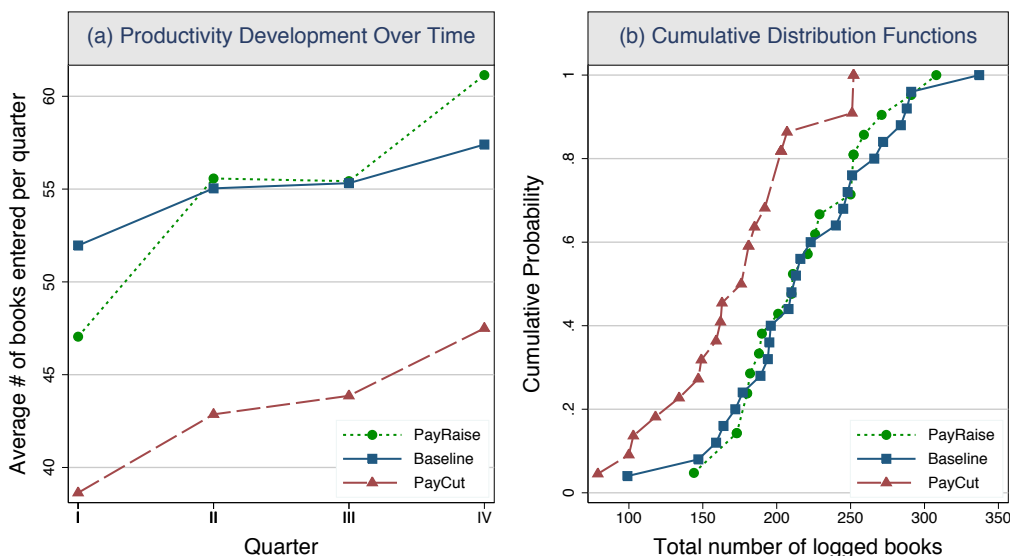 (a) Productivity Development Over Time
Average # of books entered per quarter
60
55
50
45
40
PayRaise
Baseline
PayCut
I II III IV
Quarter
(b) Cumulative Distribution Functions
Cumulative Probability
1
.8
.6
.4
.2
0
PayRaise
Baseline
PayCut
100 150 200 250 300 350
Total number of logged books